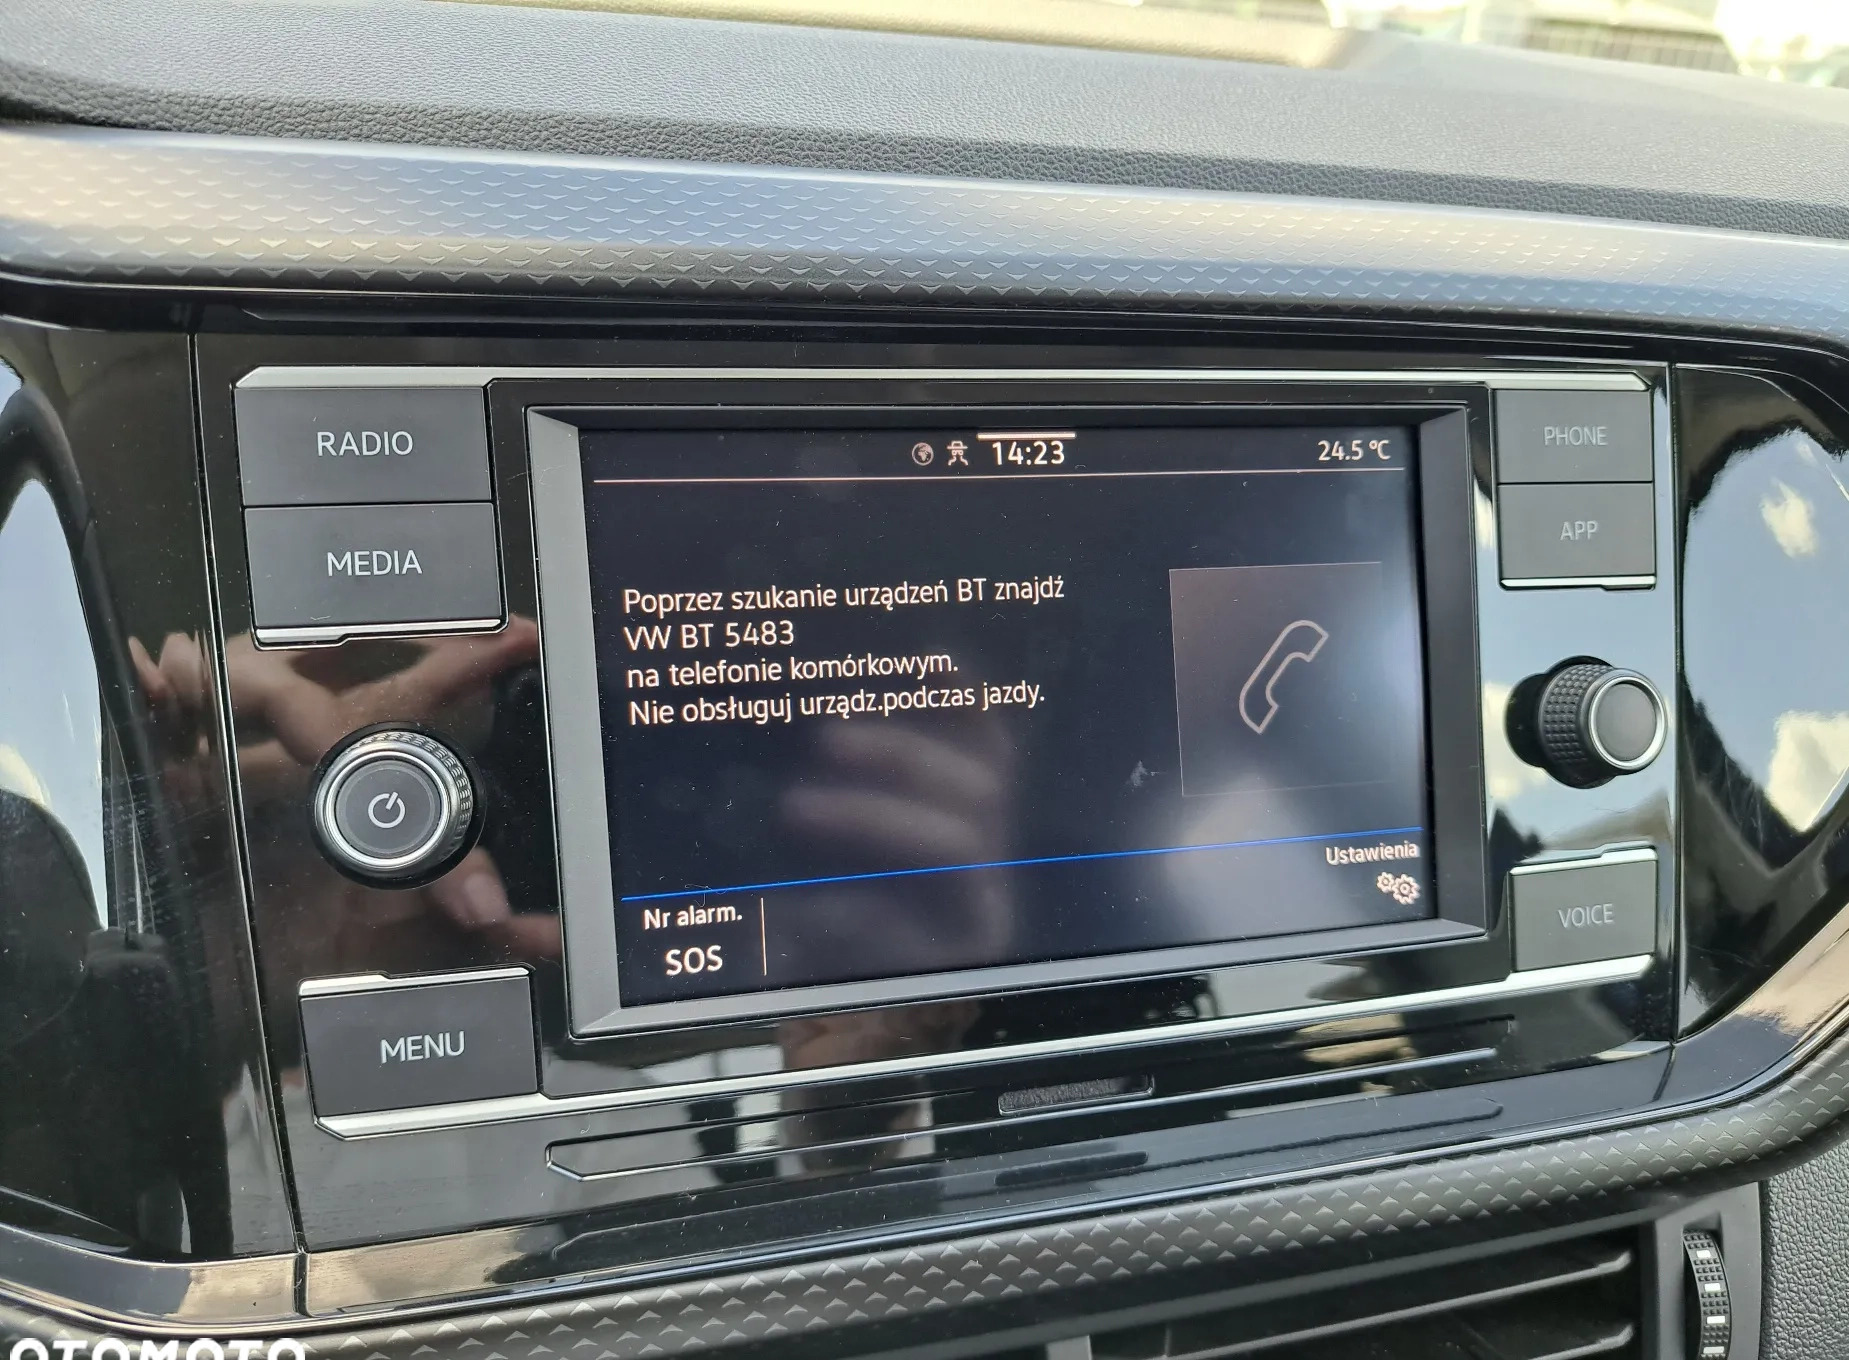 RADIO
MEDIA
MENU
14:23
24.5 °C
Poprzez szukanie urządzeń BT znajdź
VW BT 5483
na telefonie komórkowym.
Nie obsługuj urządz.podczas jazdy.
Ustawienia
Nr alarm.
SOS
PHONE
APP
VOICE
OTOMOTO